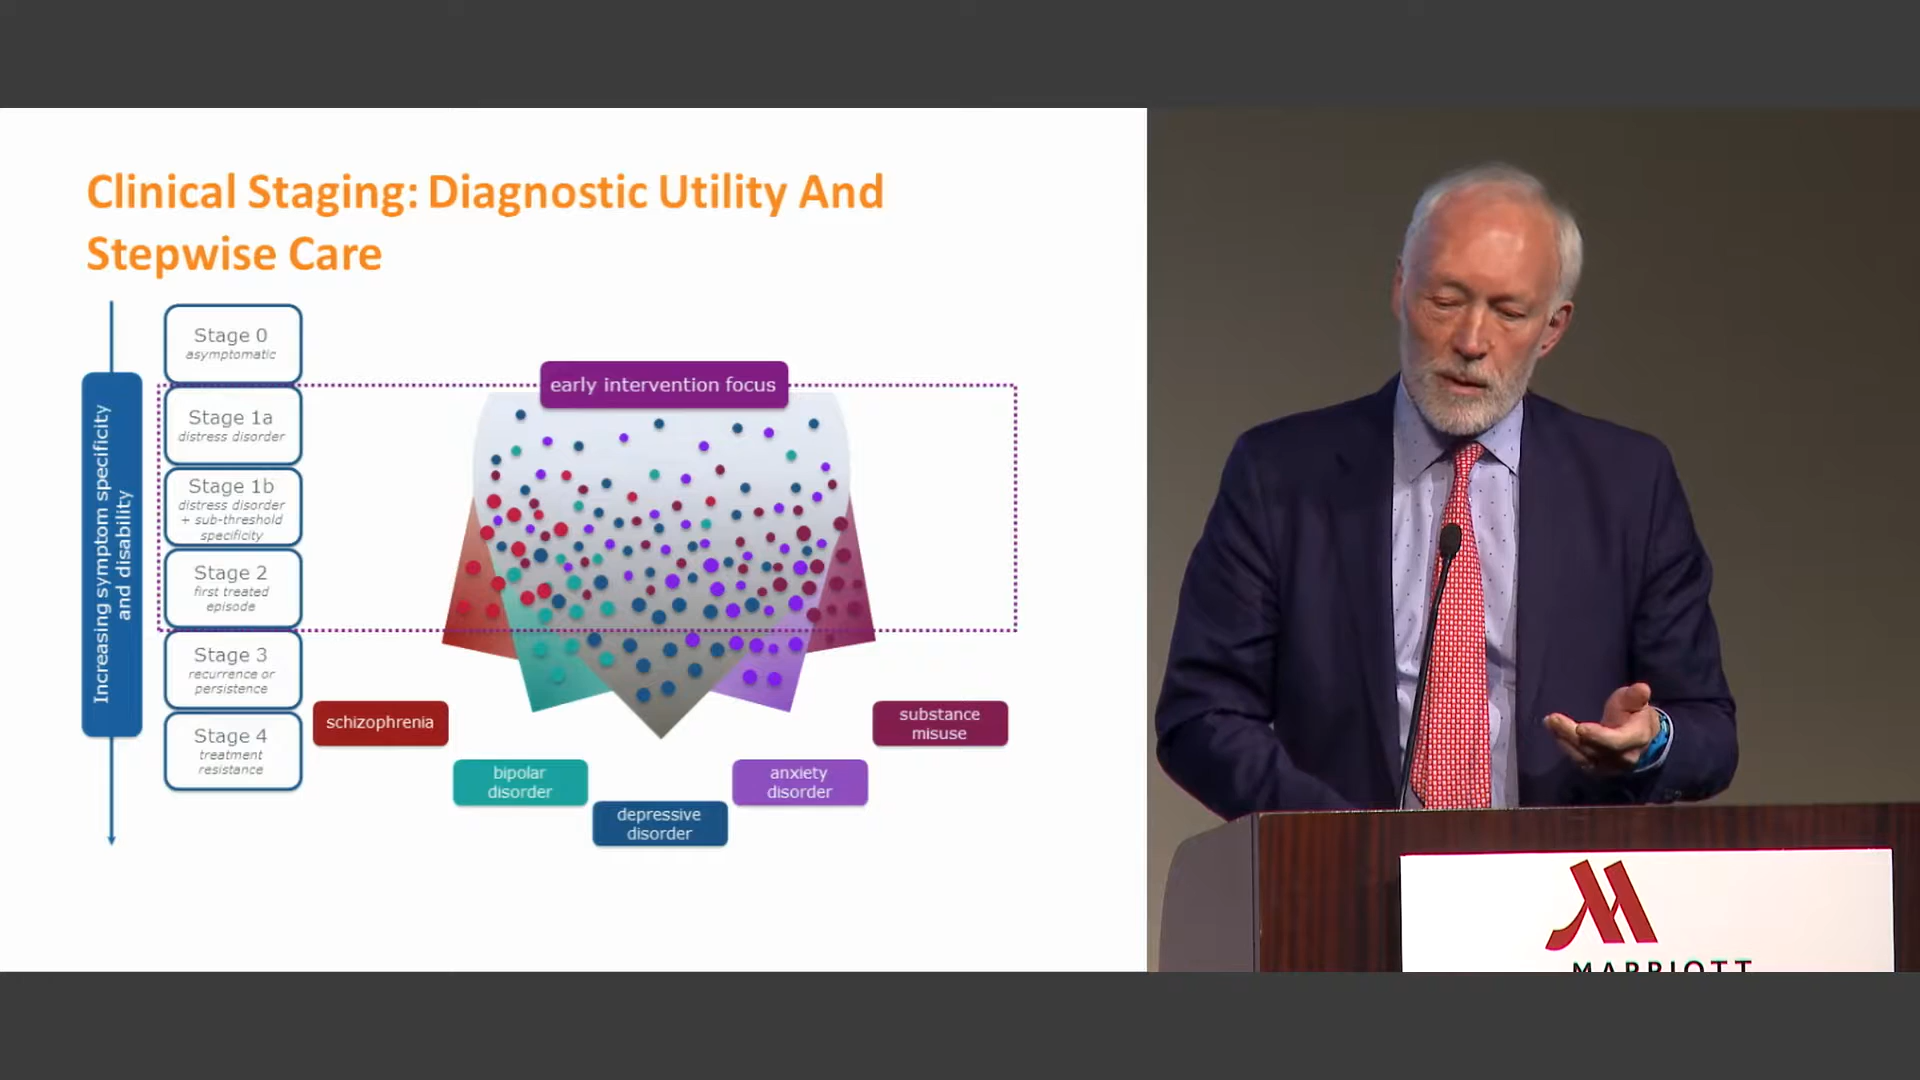 Clinical Staging: Diagnostic Utility And
Stepwise Care
Increasing symptom specificity
and disability
Stage 0
asymptomatic
Stage 1a
distress disorder
Stage 1b
distress disorder
+ sub-threshold
specificity
Stage 2
first treated
episode
Stage 3
recurrence or
persistence
Stage 4
treatment
resistance
early intervention focus
schizophrenia
bipolar
disorder
depressive
disorder
anxiety
disorder
substance
misuse
MARRIOTT